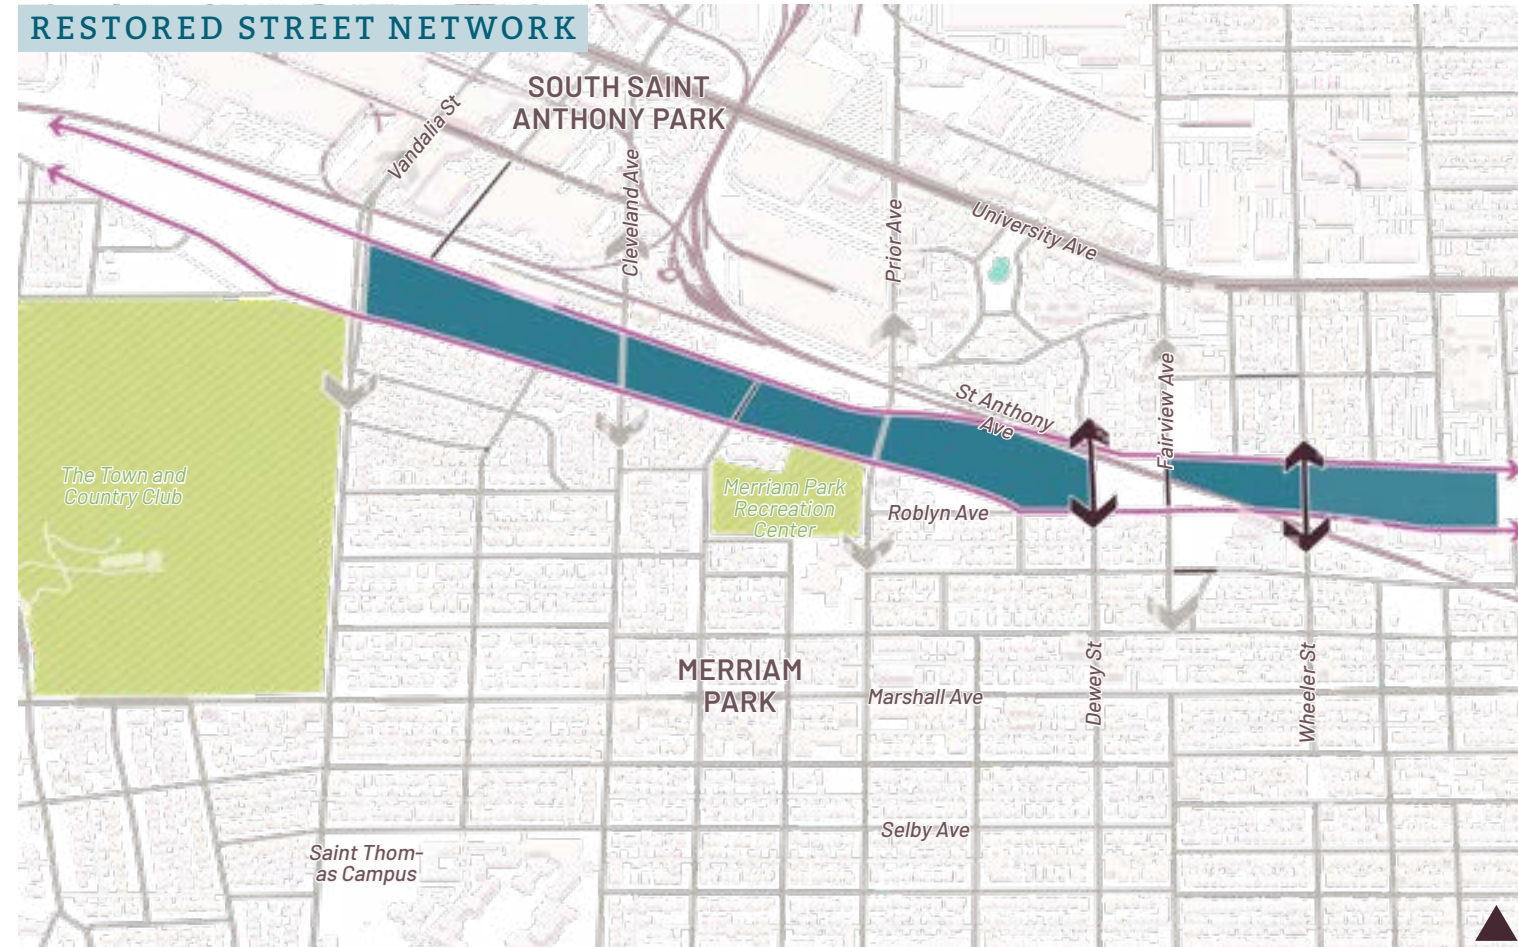 RESTORED STREET NETWORK
SOUTH SAINT
ANTHONY PARK
Vandalia St
Cleveland Ave
Prior Ave
University Ave
St Anthony
Ave
Fairview Ave
The Town and
Country Club
Merriam Park
Recreation
Center
Roblyn Ave
MERRIAM
PARK
Marshall Ave
Dewey St
Wheeler St
Selby Ave
Saint Thom-
as Campus